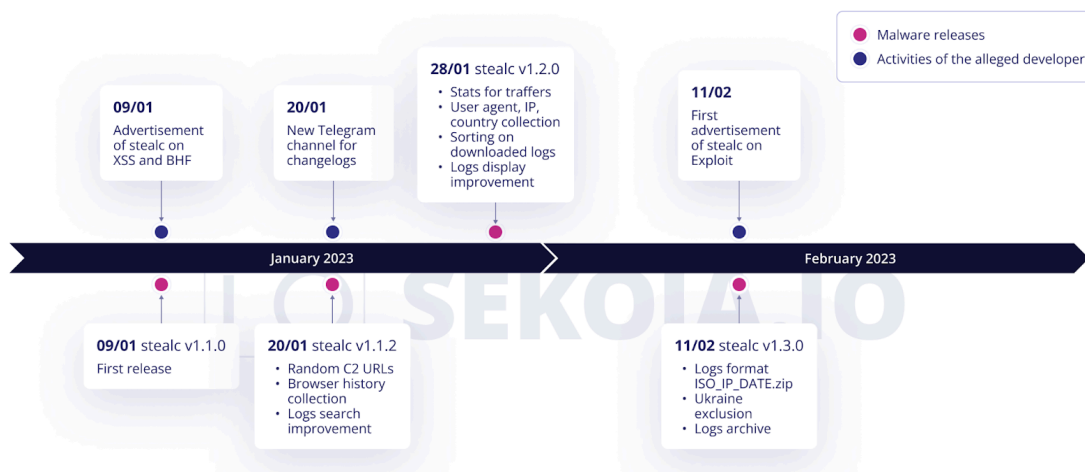 Malware releases
Activities of the alleged developer
09/01
Advertisement
of stealc on
XSS and BHF
20/01
New Telegram
channel for
changelogs
28/01 stealc v1.2.0
• Stats for traffers
• User agent, IP,
country collection
• Sorting on
downloaded logs
• Logs display
improvement
11/02
First
advertisement
of stealc on
Exploit
January 2023
February 2023
SEKOIA.IO
09/01 stealc v1.1.0
First release
20/01 stealc v1.1.2
• Random C2 URLs
• Browser history
collection
• Logs search
improvement
11/02 stealc v1.3.0
• Logs format
ISO_IP_DATE.zip
• Ukraine
exclusion
• Logs archive